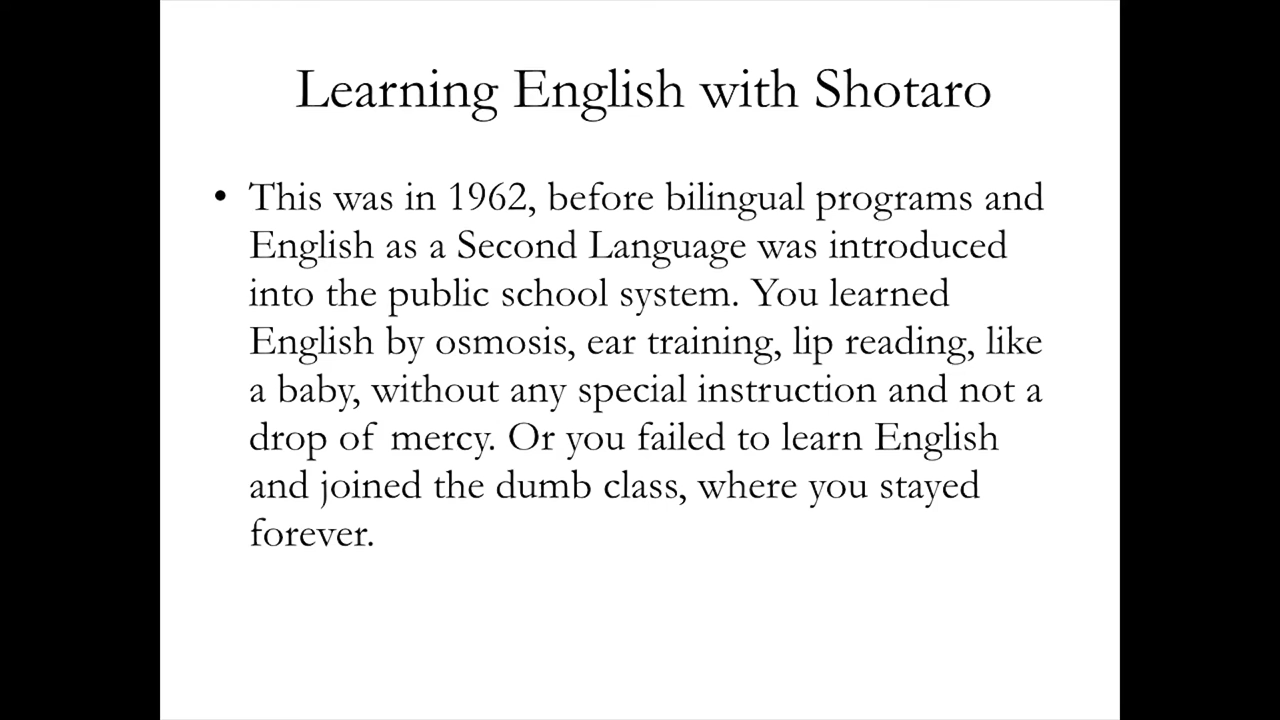 Learning English with Shotaro
• This was in 1962, before bilingual programs and
English as a Second Language was introduced
into the public school system. You learned
English by osmosis, ear training, lip reading, like
a baby, without any special instruction and not a
drop of mercy. Or you failed to learn English
and joined the dumb class, where you stayed
forever.